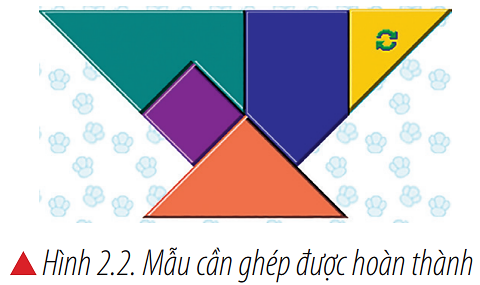 Hình 2.2. Mẫu cần ghép được hoàn thành